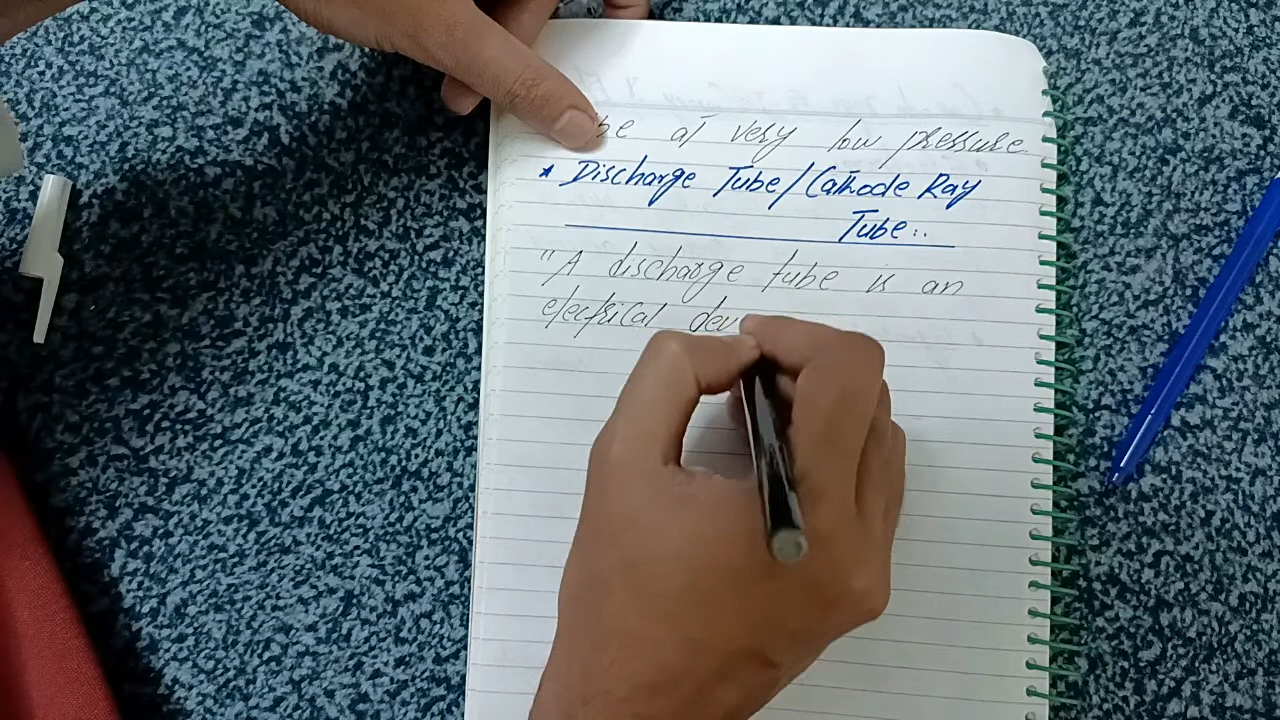 be at very low pressure
* Discharge Tube/Cathode Ray
Tube..
"A discharge tube is an
electrical dev